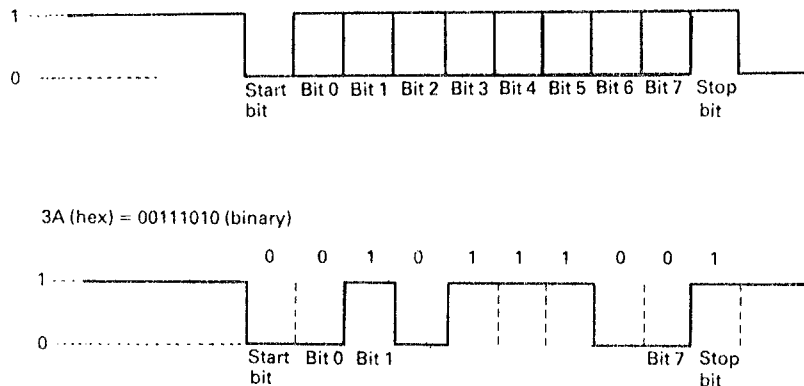 1
0
Start bit Bit 0 Bit 1 Bit 2 Bit 3 Bit 4 Bit 5 Bit 6 Bit 7 Stop bit
3A (hex) = 00111010 (binary)
0 0 1 0 1 1 1 0 0 1
1
0
Start bit Bit 0 Bit 1 Bit 7 Stop bit